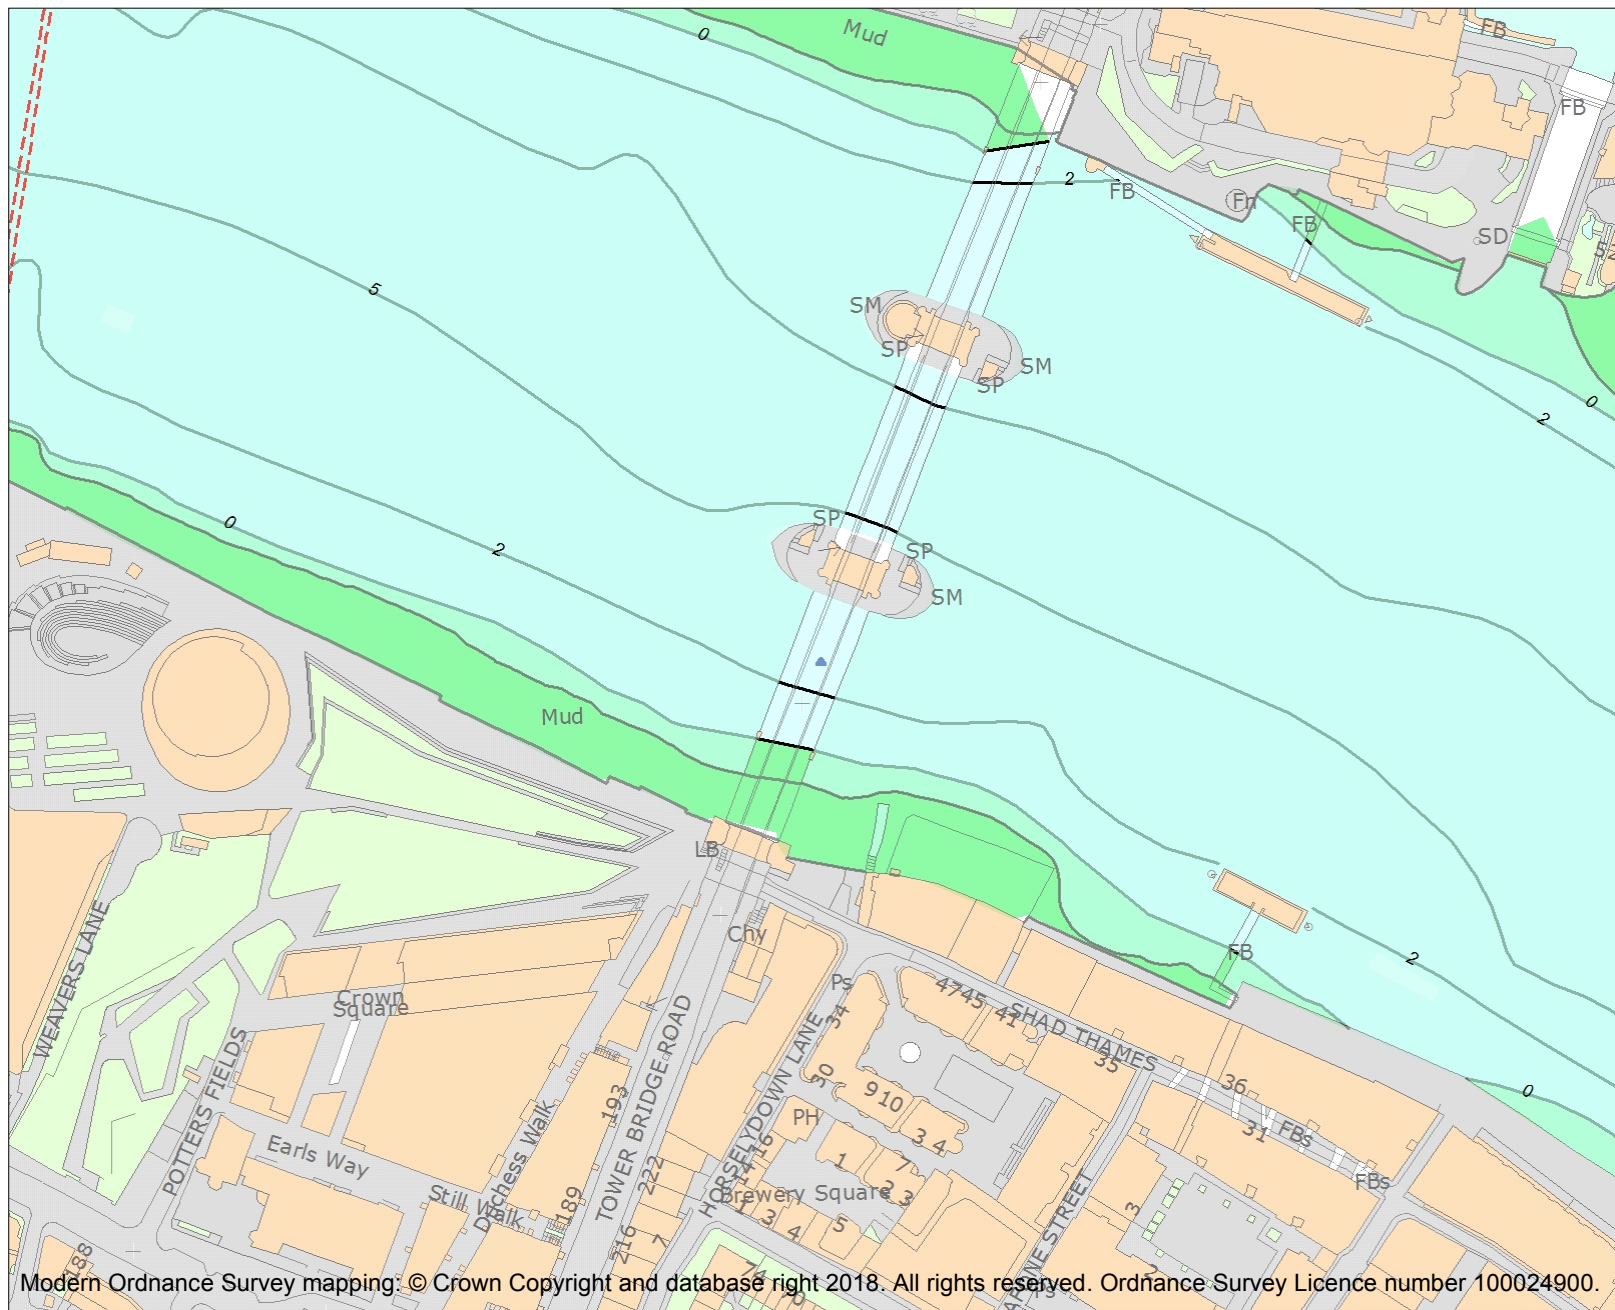 0
Mud
FB
FB
2
FB
Fn
FB
SD
52
5
SM
SP
SM
SP
0
2
0
2
SP
SP
SM
Mud
LB
Chy
FB
2
WEAVERS LANE
Crown
Square
Ps
34
4745
41
SHAD THAMES
35
36
31
FBs
FBs
0
POTTERS FIELDS
TOWER BRIDGE ROAD
HORSELYDOWN LANE
30
9 10
PH
3 4
193
Earls Way
Duchess Walk
Still Walk
189
222
216
7
14
16
1
7
2
3
Brewery Square
1
3
4
5
3
188
74
Modern Ordnance Survey mapping: © Crown Copyright and database right 2018. All rights reserved. Ordnance Survey Licence number 100024900.